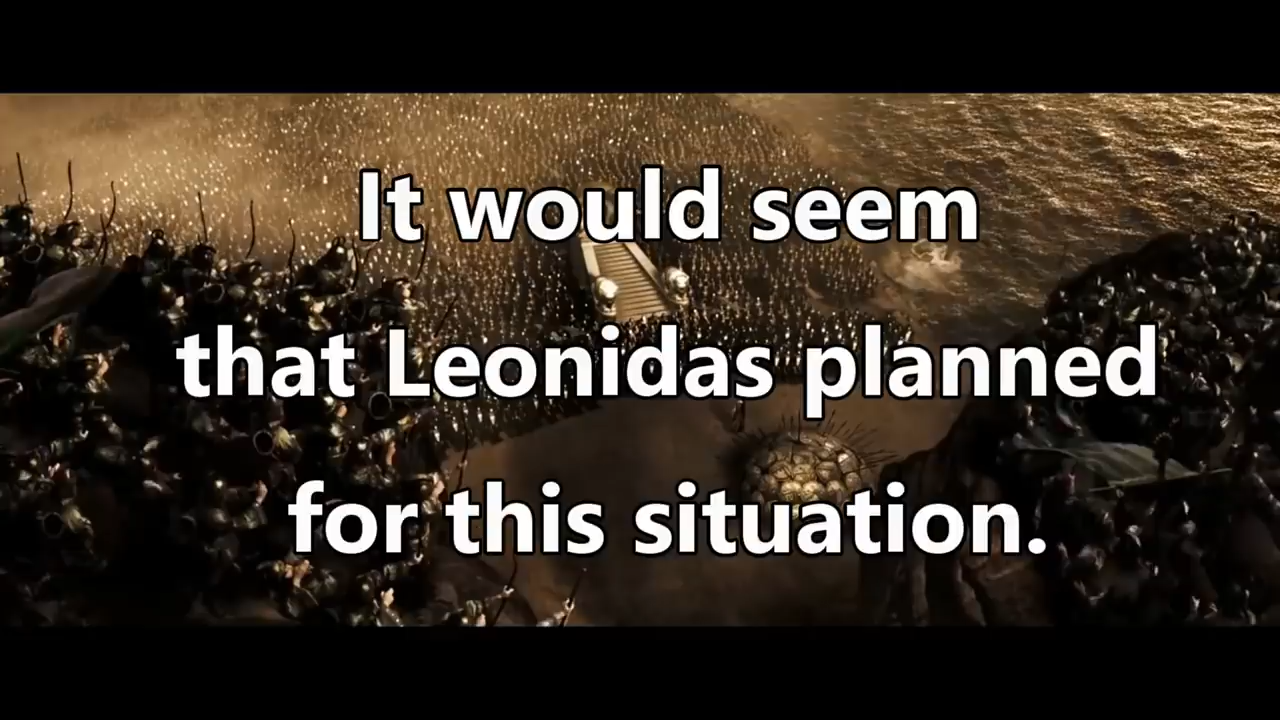 It would seem
that Leonidas planned
for this situation.